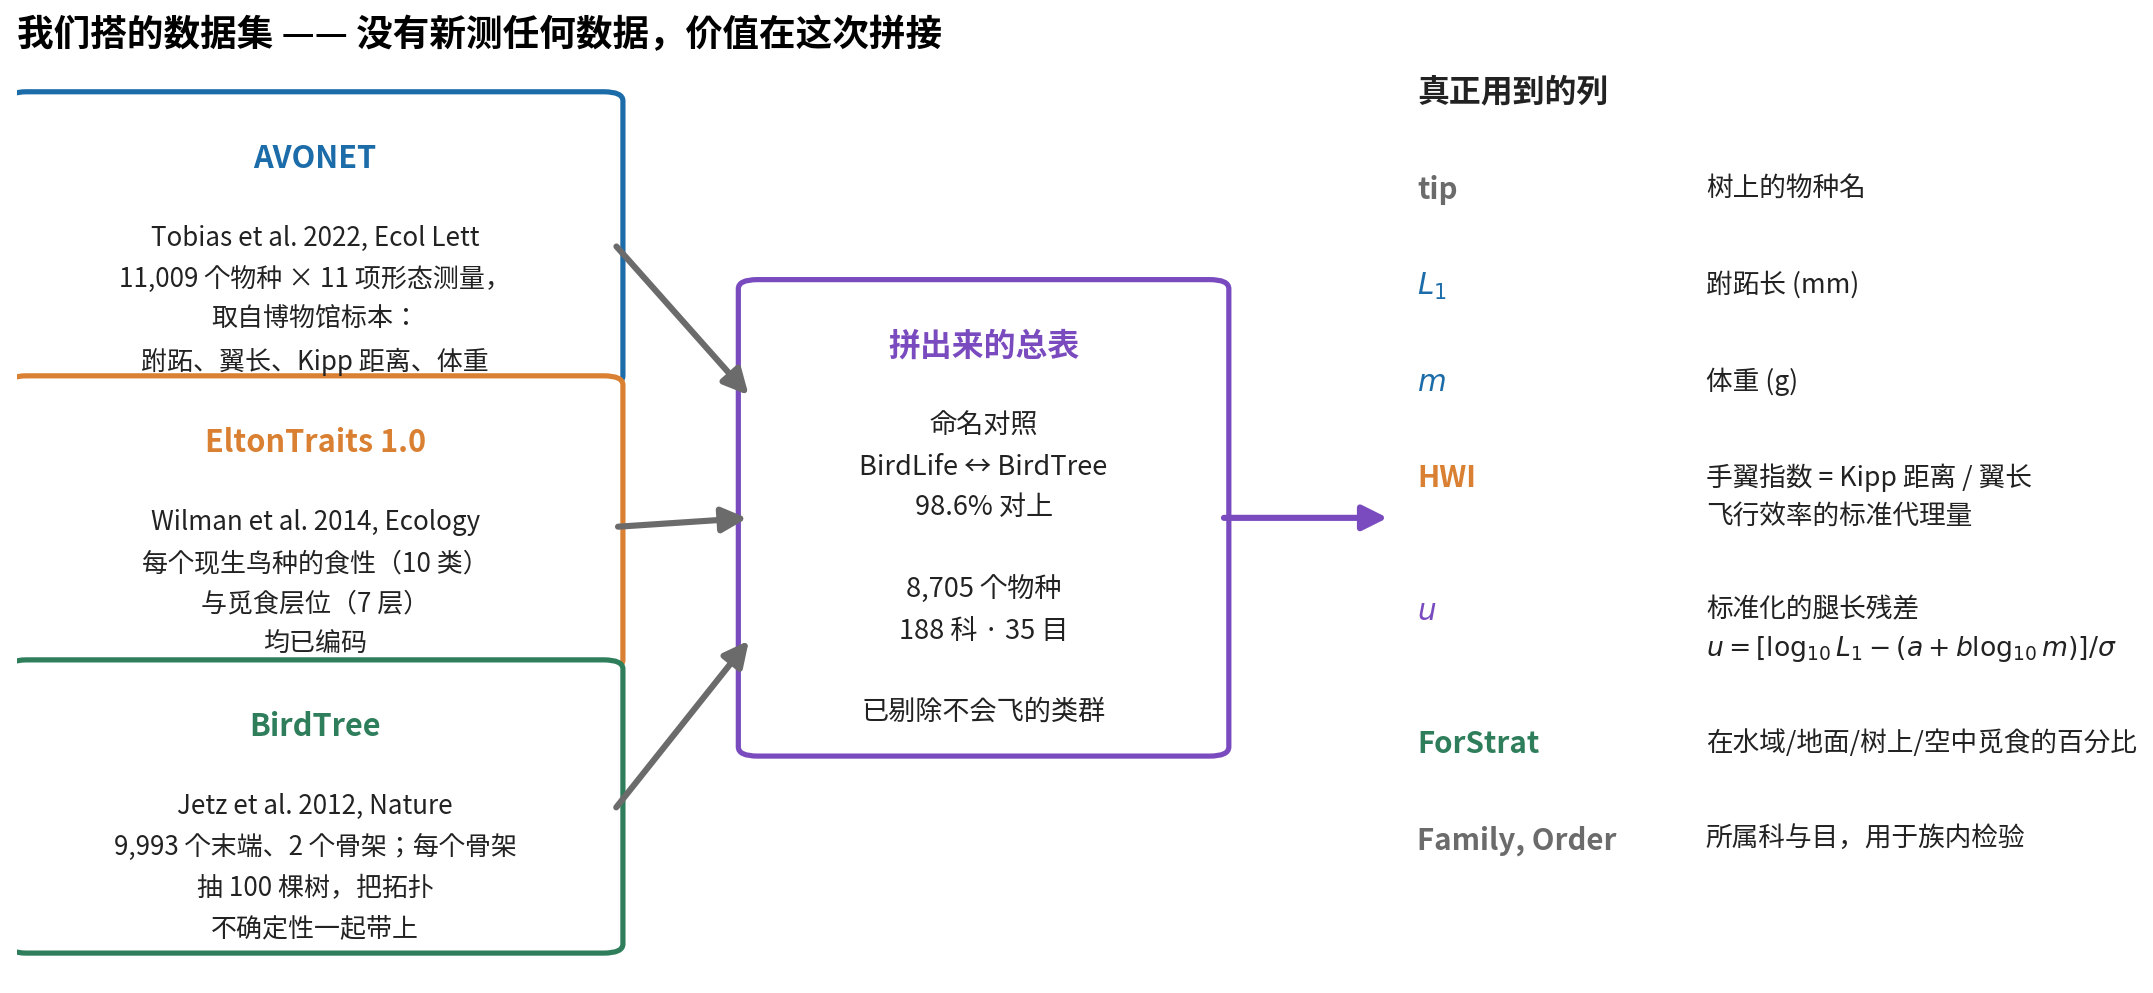 我们搭的数据集 —— 没有新测任何数据，价值在这次拼接
AVONET
Tobias et al. 2022, Ecol Lett
11,009 个物种 × 11 项形态测量，
取自博物馆标本：
跗跖、翼长、Kipp 距离、体重
EltonTraits 1.0
Wilman et al. 2014, Ecology
每个现生鸟种的食性（10 类）
与觅食层位（7 层）
均已编码
BirdTree
Jetz et al. 2012, Nature
9,993 个末端、2 个骨架；每个骨架
抽 100 棵树，把拓扑
不确定性一起带上
拼出来的总表
命名对照
BirdLife ↔ BirdTree
98.6% 对上
8,705 个物种
188 科 · 35 目
已剔除不会飞的类群
真正用到的列
tip 树上的物种名
L₁ 跗跖长 (mm)
m 体重 (g)
HWI 手翼指数 = Kipp 距离 / 翼长
飞行效率的标准代理量
u 标准化的腿长残差
u = [log₁₀ L₁ − (a + b log₁₀ m)]/σ
ForStrat 在水域/地面/树上/空中觅食的百分比
Family, Order 所属科与目，用于族内检验